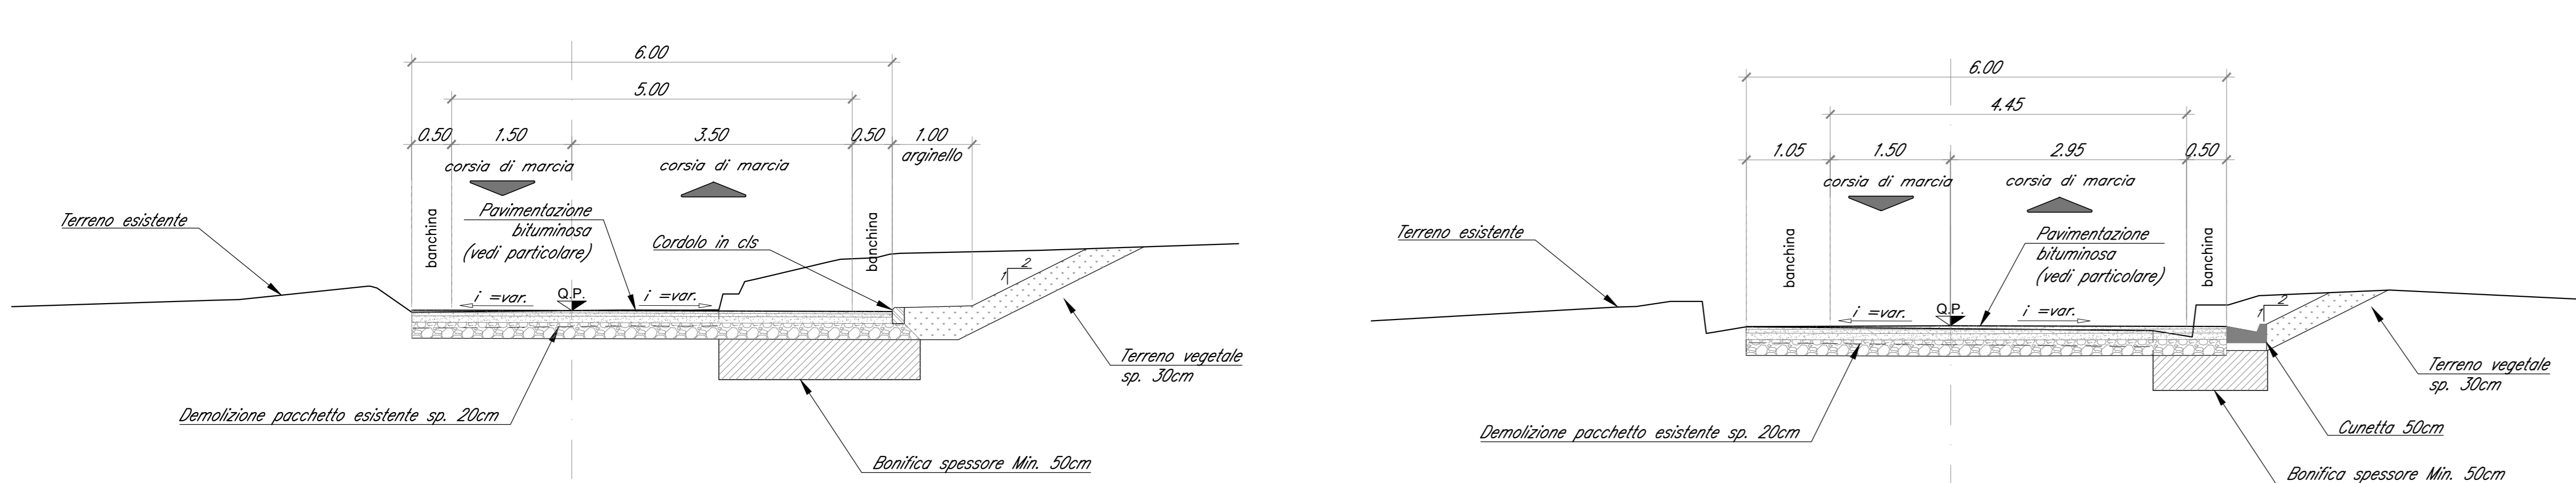 6.00
5.00
0.50 1.50 3.50 0.50 1.00
arginello
corsia di marcia
corsia di marcia
banchina
banchina
Terreno esistente
Pavimentazione
bituminosa
(vedi particolare)
Cordolo in cls
i =var.
Q.P.
i =var.
2
1
Terreno vegetale
sp. 30cm
Demolizione pacchetto esistente sp. 20cm
Bonifica spessore Min. 50cm
6.00
4.45
1.05 1.50 2.95 0.50
corsia di marcia
corsia di marcia
banchina
banchina
Terreno esistente
Pavimentazione
bituminosa
(vedi particolare)
i =var.
Q.P.
i =var.
2
1
Terreno vegetale
sp. 30cm
Cunetta 50cm
Demolizione pacchetto esistente sp. 20cm
Bonifica spessore Min. 50cm